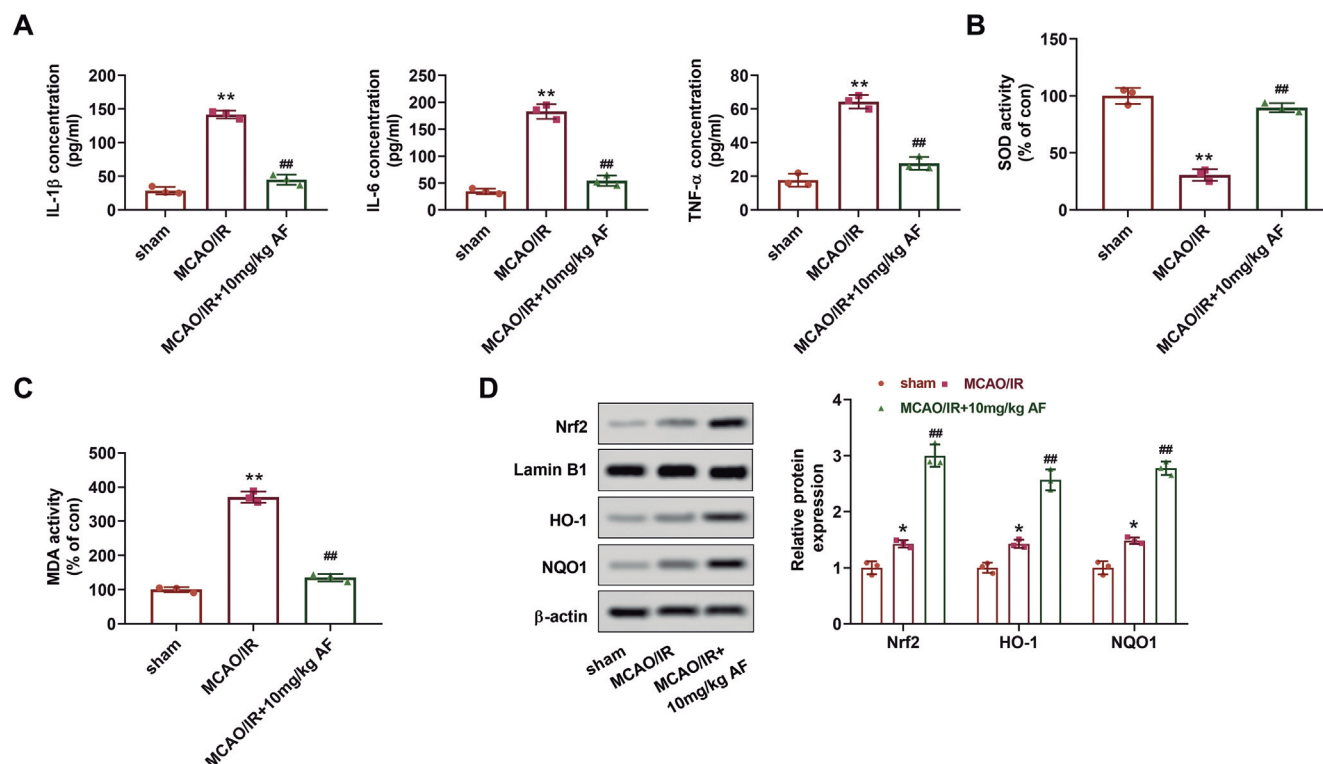 A
IL-1β concentration
(pg/ml)
200
150
100
50
0
**
##
sham
MCAO/IR
MCAO/IR+10mg/kg AF
IL-6 concentration
(pg/ml)
250
200
150
100
50
0
**
##
sham
MCAO/IR
MCAO/IR+10mg/kg AF
TNF-α concentration
(pg/ml)
80
60
40
20
0
**
##
sham
MCAO/IR
MCAO/IR+10mg/kg AF
B
SOD activity
(% of con)
150
100
50
0
**
##
sham
MCAO/IR
MCAO/IR+10mg/kg AF
C
MDA activity
(% of con)
500
400
300
200
100
0
**
##
sham
MCAO/IR
MCAO/IR+10mg/kg AF
D
Nrf2
Lamin B1
HO-1
NQO1
β-actin
sham
MCAO/IR
MCAO/IR+
10mg/kg AF
sham MCAO/IR
MCAO/IR+10mg/kg AF
Relative protein
expression
4
3
2
1
0
*
##
*
##
*
##
Nrf2
HO-1
NQO1